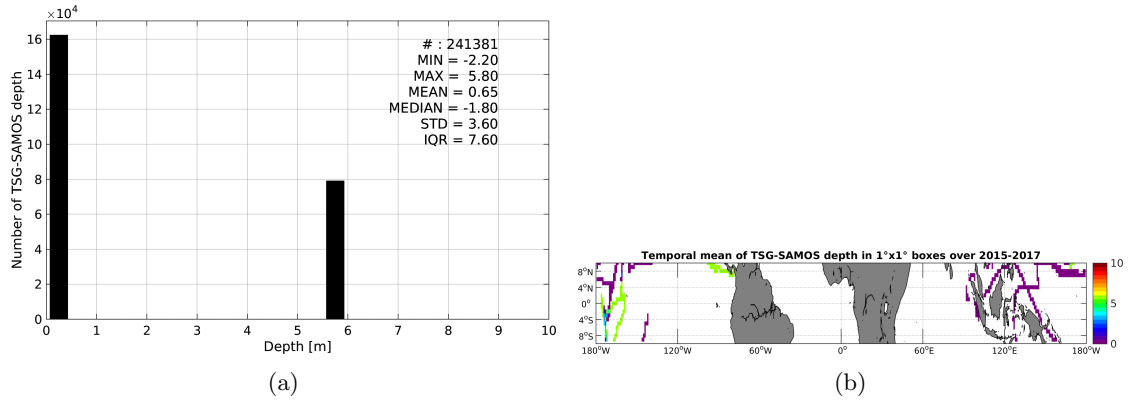 ×10⁴
16
14
12
10
8
6
4
2
0
Number of TSG-SAMOS depth
# : 241381
MIN = -2.20
MAX = 5.80
MEAN = 0.65
MEDIAN = -1.80
STD = 3.60
IQR = 7.60
0 1 2 3 4 5 6 7 8 9 10
Depth [m]
(a)
Temporal mean of TSG-SAMOS depth in 1°x1° boxes over 2015-2017
8°N
4°N
0°
4°S
8°S
180°W 120°W 60°W 0° 60°E 120°E 180°W
10
5
0
(b)